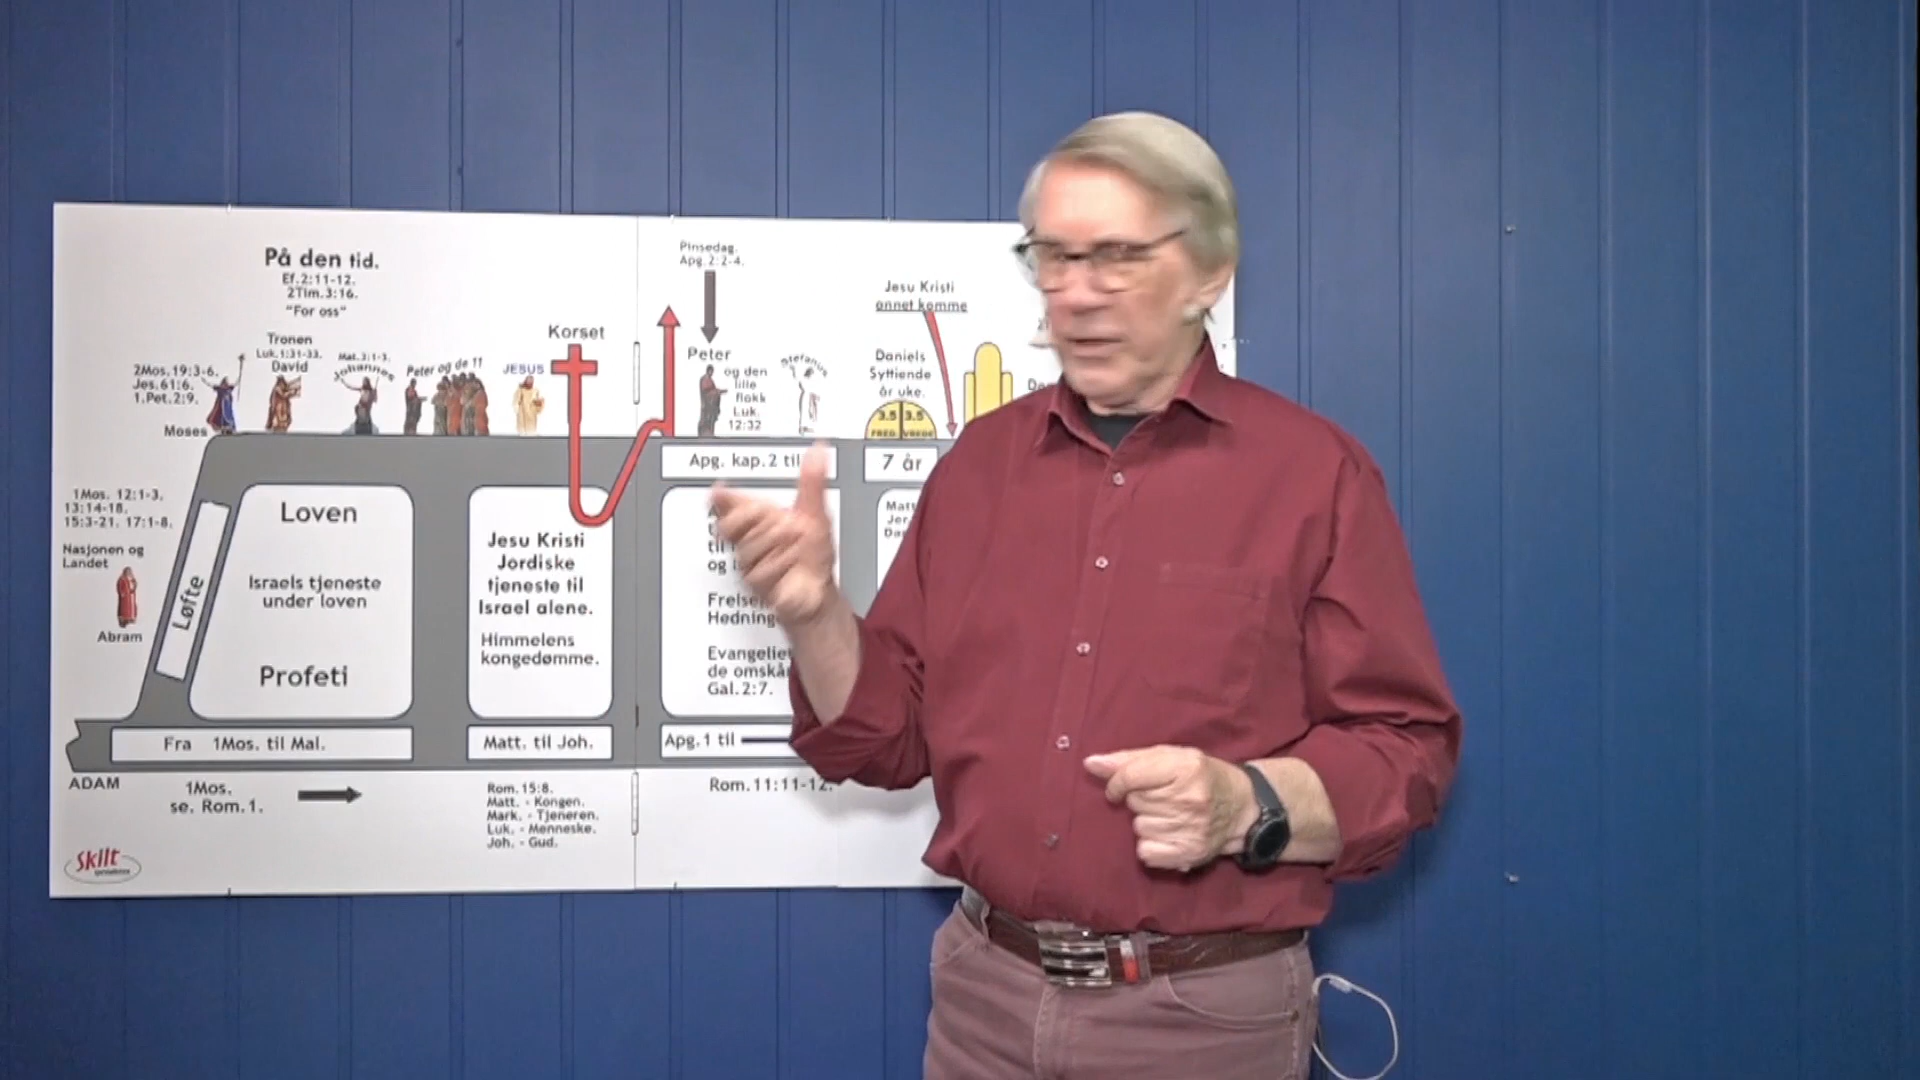 På den tid.
Ef.2:11-12.
2Tim.3:16.
"For oss"
Tronen
Luk.1:31-33.
David
2Mos.19:3-6.
Jes.61:6.
1.Pet.2:9.
Moses
Mat.3:1-3.
Johannes
Peter og de 11
JESUS
Korset
Pinsedag.
Apg.2:2-4.
Peter
og den
lille
flokk
Luk.
12:32
Stefanus
Jesu Kristi
annet komme
Daniels
Syttiende
år uke.
3.5 3.5
FRED VREDE
Apg. kap.2 til
7 år
1Mos. 12:1-3.
13:14-18.
15:3-21. 17:1-8.
Nasjonen og
Landet
Abram
Løfte
Loven
Israels tjeneste
under loven
Profeti
Jesu Kristi
Jordiske
tjeneste til
Israel alene.
Himmelens
kongedømme.
og
Gal.2:7.
de
Fra 1Mos. til Mal.
Matt. til Joh.
Apg.1 til
ADAM
1Mos.
se. Rom.1.
Rom.15:8.
Matt. - Kongen.
Mark. - Tjeneren.
Luk. - Menneske.
Joh. - Gud.
Rom.11:11-12.
Skilt